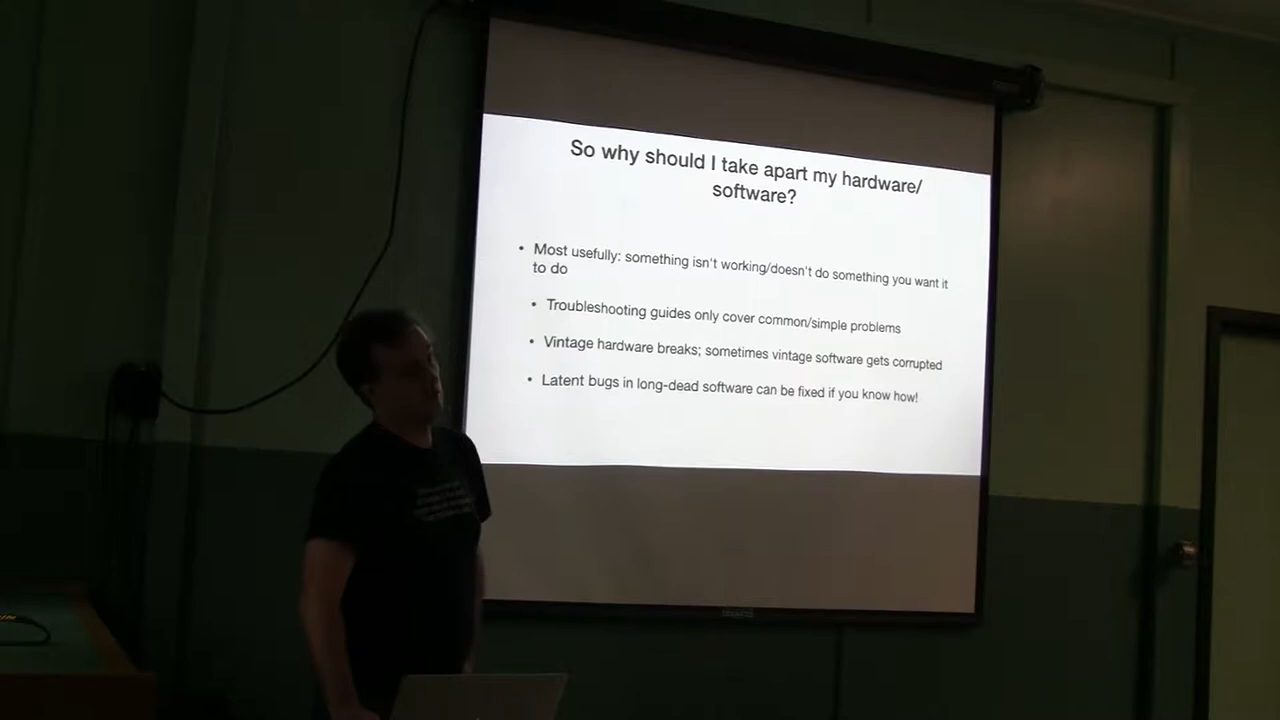 So why should I take apart my hardware/
software?
• Most usefully: something isn't working/doesn't do something you want it
to do
• Troubleshooting guides only cover common/simple problems
• Vintage hardware breaks; sometimes vintage software gets corrupted
• Latent bugs in long-dead software can be fixed if you know how!